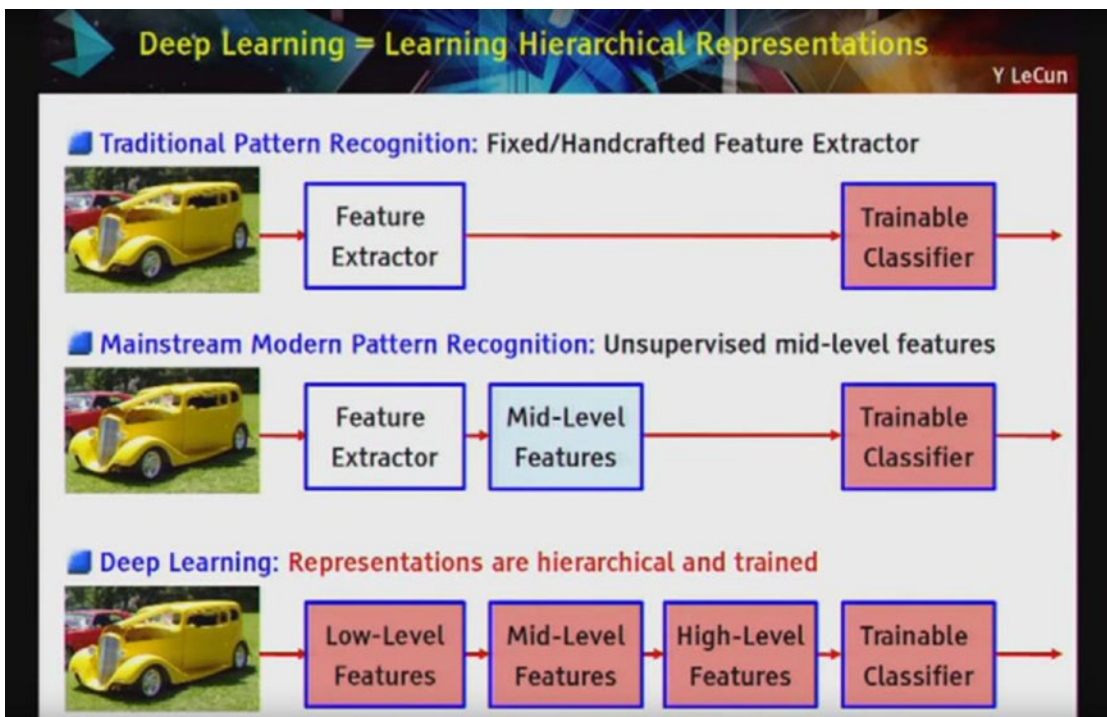 Deep Learning = Learning Hierarchical Representations
Y LeCun
Traditional Pattern Recognition: Fixed/Handcrafted Feature Extractor
Feature
Extractor
Trainable
Classifier
Mainstream Modern Pattern Recognition: Unsupervised mid-level features
Feature
Extractor
Mid-Level
Features
Trainable
Classifier
Deep Learning: Representations are hierarchical and trained
Low-Level
Features
Mid-Level
Features
High-Level
Features
Trainable
Classifier